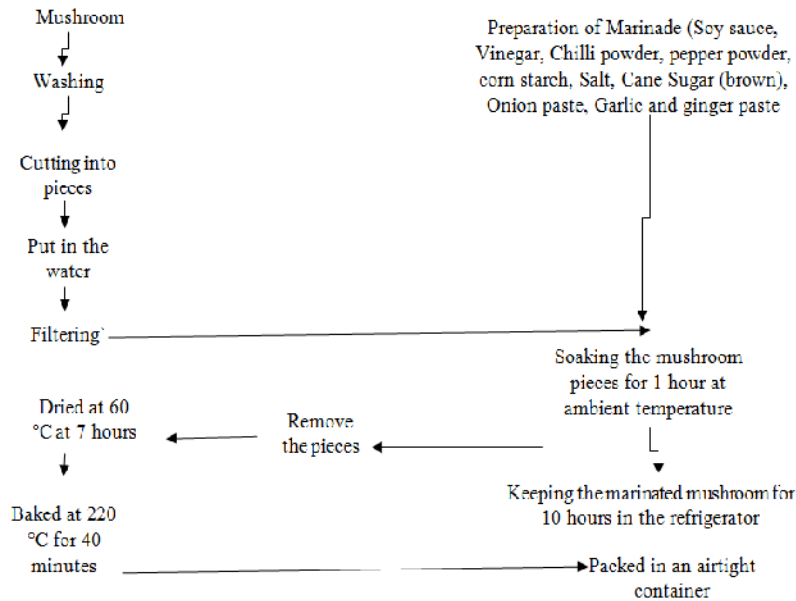 Mushroom
Washing
Cutting into
pieces
Put in the
water
Filtering`
Preparation of Marinade (Soy sauce,
Vinegar, Chilli powder, pepper powder,
corn starch, Salt, Cane Sugar (brown),
Onion paste, Garlic and ginger paste
Soaking the mushroom
pieces for 1 hour at
ambient temperature
Keeping the marinated mushroom for
10 hours in the refrigerator
Remove
the pieces
Dried at 60
°C at 7 hours
Baked at 220
°C for 40
minutes
Packed in an airtight
container